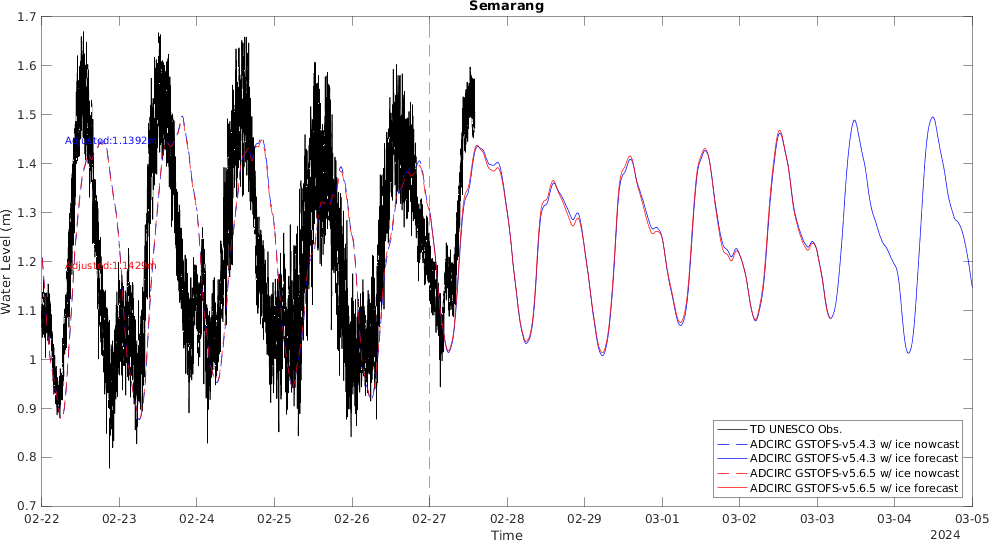 Semarang
Water Level (m)
1.7
1.6
1.5
1.4
1.3
1.2
1.1
1
0.9
0.8
0.7
Adjusted:1.1392m
Adjusted:1.1429m
TD UNESCO Obs.
ADCIRC GSTOFS-v5.4.3 w/ ice nowcast
ADCIRC GSTOFS-v5.4.3 w/ ice forecast
ADCIRC GSTOFS-v5.6.5 w/ ice nowcast
ADCIRC GSTOFS-v5.6.5 w/ ice forecast
02-22 02-23 02-24 02-25 02-26 02-27 02-28 02-29 03-01 03-02 03-03 03-04 03-05
Time
2024